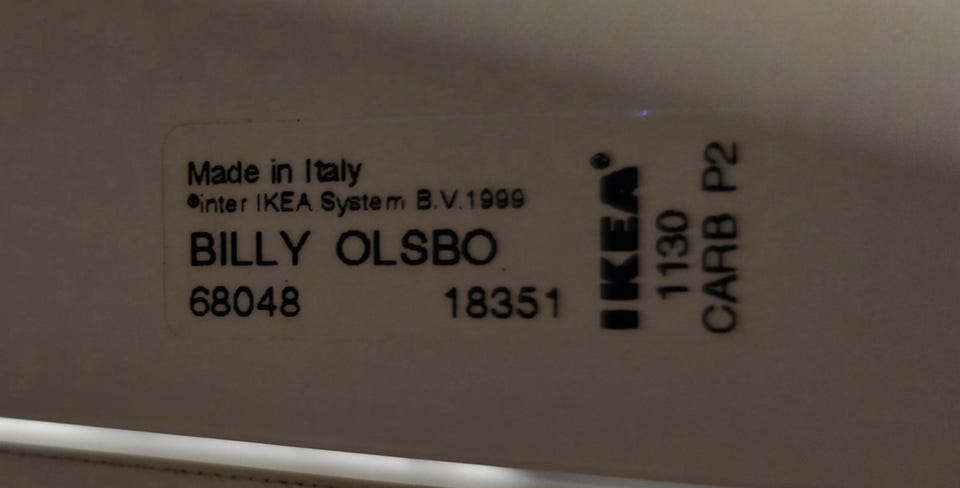 Made in Italy
©inter IKEA System B.V.1999
BILLY OLSBO
68048 18351
IKEA®
1130
CARB P2